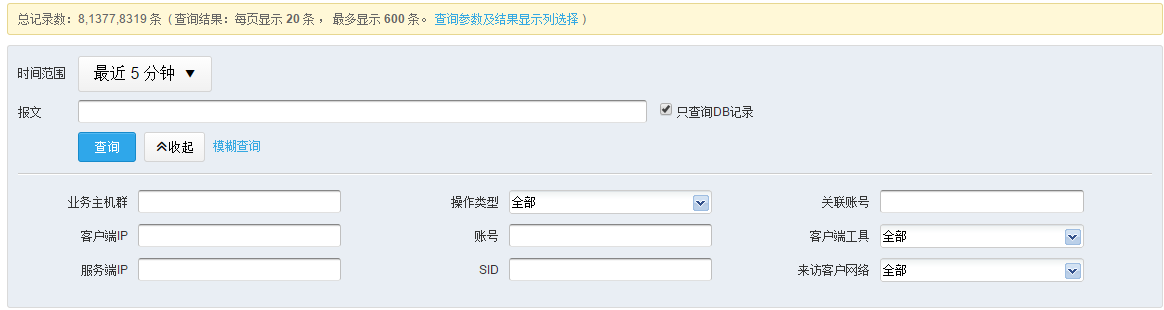 总记录数：8,1377,8319 条（ 查询结果：每页显示 20 条 ， 最多显示 600 条。 查询参数及结果显示列选择 ）
时间范围 最近 5 分钟 ▼
报文 只查询DB记录
查询 收起 模糊查询
业务主机群 操作类型 全部 关联账号
客户端IP 账号 客户端工具 全部
服务端IP SID 来访客户网络 全部